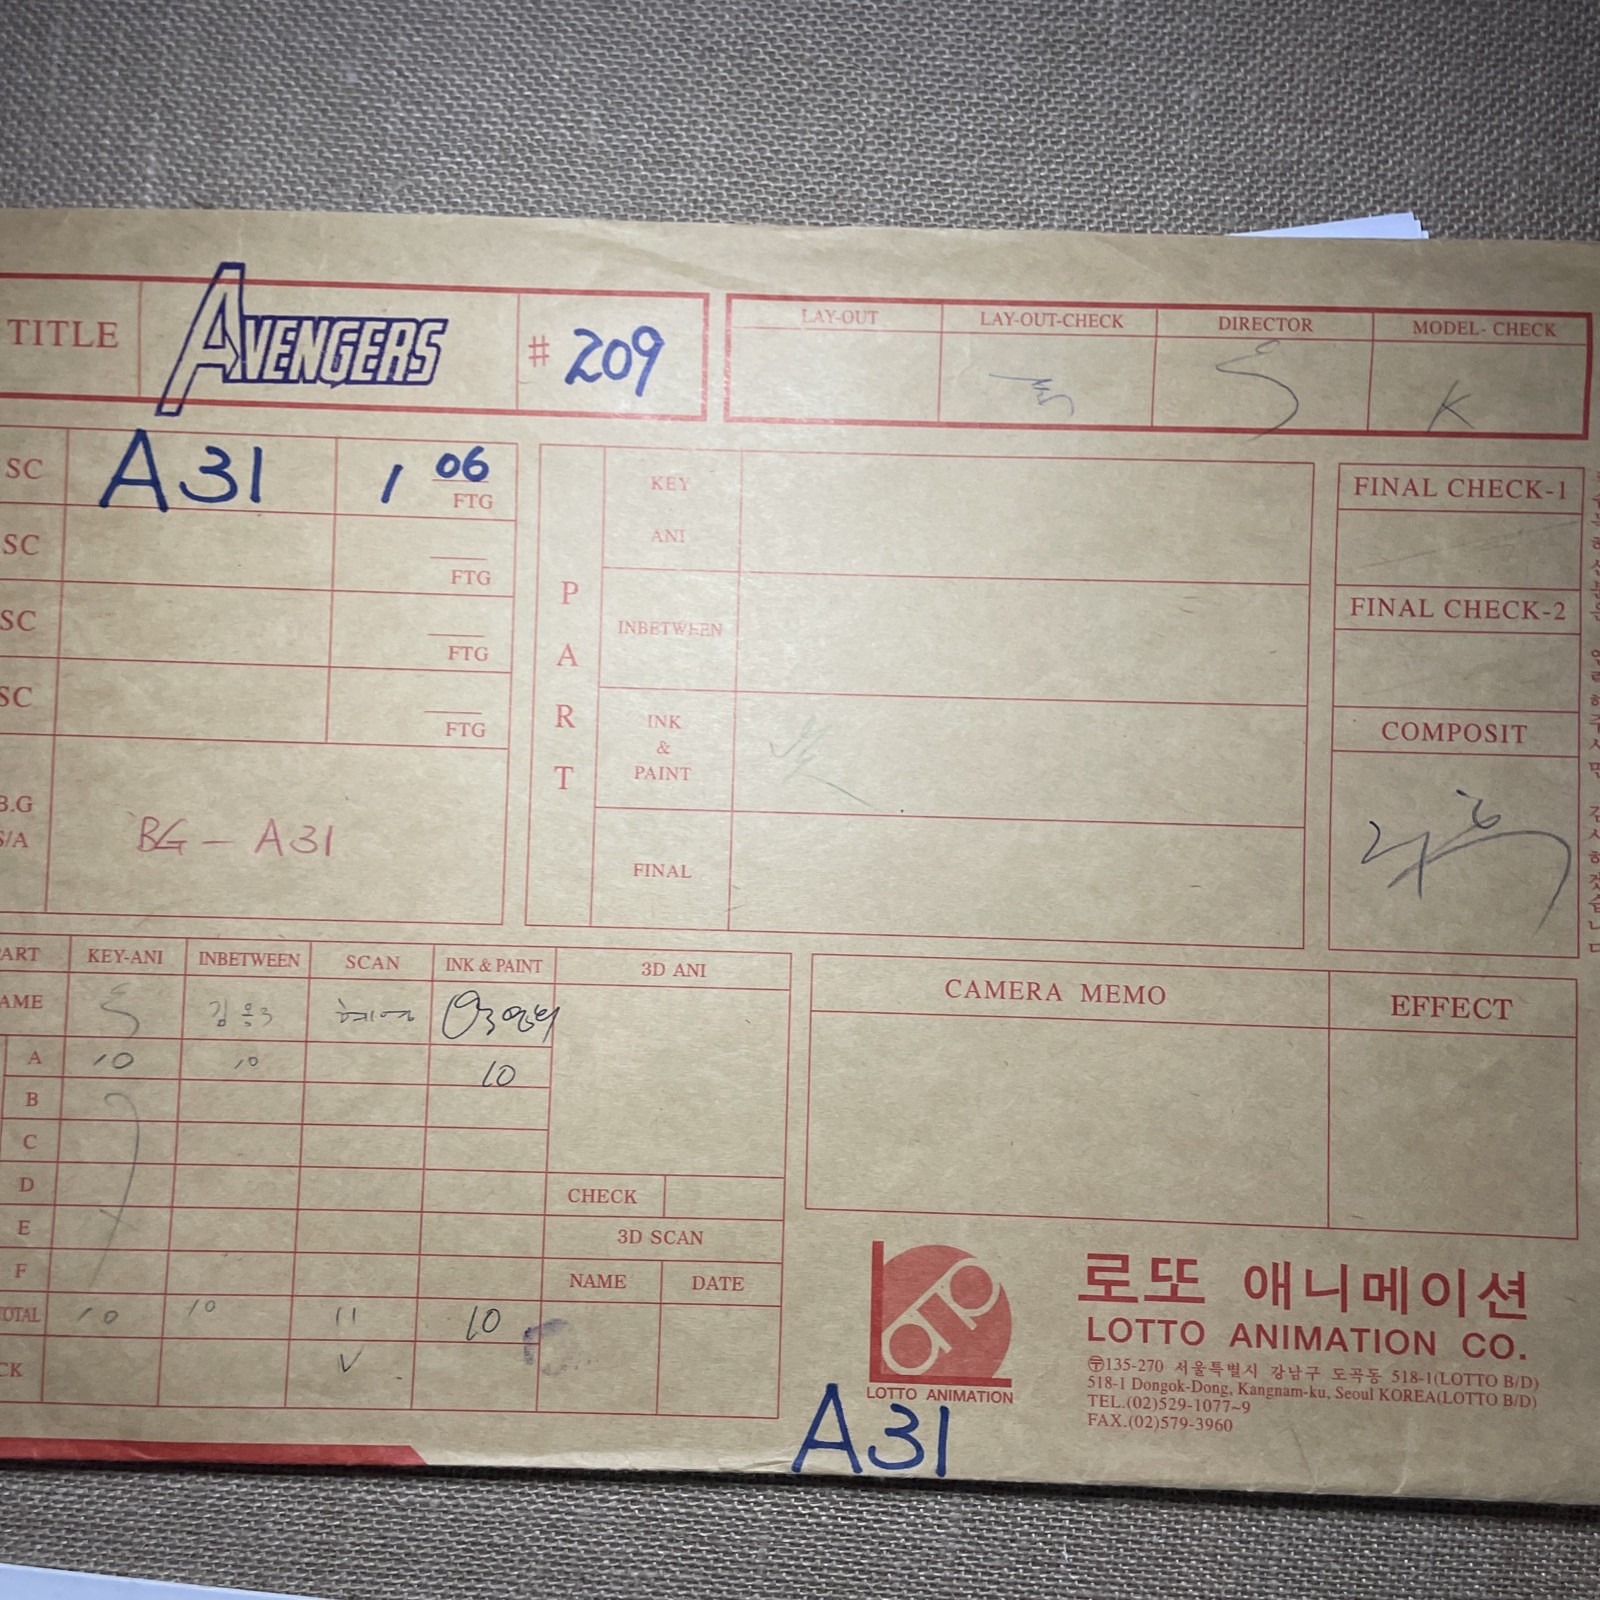 TITLE AVENGERS # 209
LAY-OUT LAY-OUT-CHECK DIRECTOR MODEL- CHECK
K
SC A31 1 06 FTG
SC FTG
SC FTG
SC FTG
B.G BG - A31
S/A
PART
KEY
ANI
INBETWEEN
INK
&
PAINT
FINAL
FINAL CHECK-1
FINAL CHECK-2
COMPOSIT
ART KEY-ANI INBETWEEN SCAN INK & PAINT 3D ANI
AME
A 10 10 10
B
C
D
E
F
OTAL 10 10 11 10
CK V
CHECK
3D SCAN
NAME DATE
CAMERA MEMO EFFECT
LOTTO
LOTTO ANIMATION
A31
로또 애니메이션
LOTTO ANIMATION CO.
〶135-270 서울특별시 강남구 도곡동 518-1(LOTTO B/D)
518-1 Dongok-Dong, Kangnam-ku, Seoul KOREA(LOTTO B/D)
TEL.(02)529-1077~9
FAX.(02)579-3960